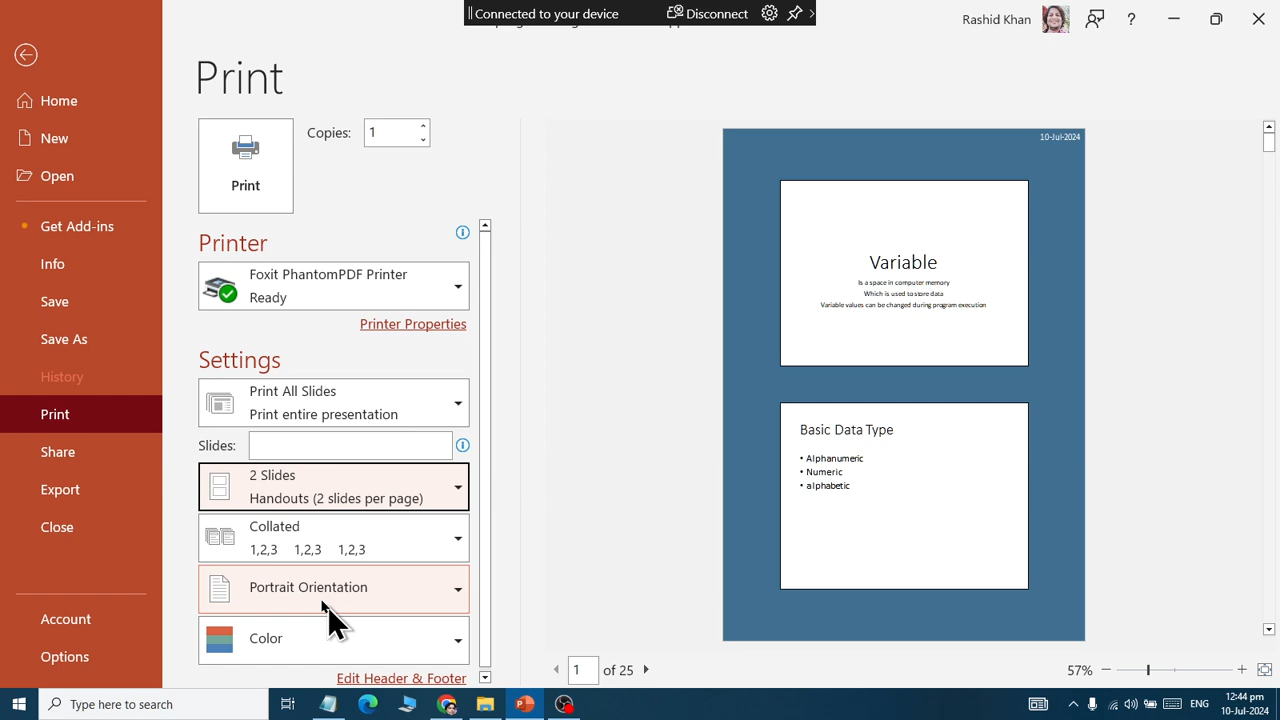 Connected to your device
Disconnect
Rashid Khan
?
Print
Home
New
Open
Get Add-ins
Info
Save
Save As
History
Print
Share
Export
Close
Account
Options
Print
Copies: 1
Printer
Foxit PhantomPDF Printer
Ready
Printer Properties
Settings
Print All Slides
Print entire presentation
Slides:
2 Slides
Handouts (2 slides per page)
Collated
1,2,3 1,2,3 1,2,3
Portrait Orientation
Color
Edit Header & Footer
10-Jul-2024
Variable
Is a space in computer memory
Which is used to store data
Variable values can be changed during program execution
Basic Data Type
• Alphanumeric
• Numeric
• alphabetic
1 of 25
57%
Type here to search
ENG
12:44 pm
10-Jul-2024